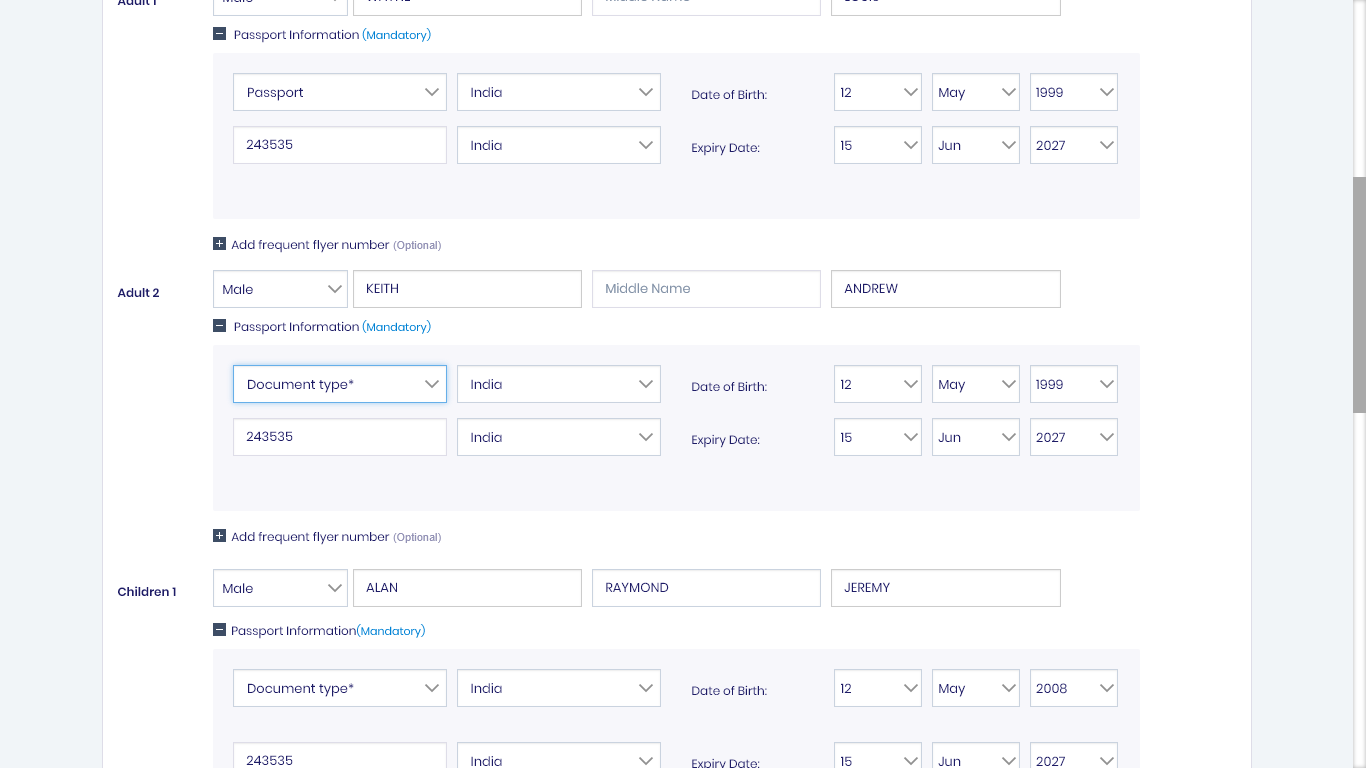 Adult 1
Passport Information (Mandatory)
Passport India Date of Birth: 12 May 1999
243535 India Expiry Date: 15 Jun 2027
Add frequent flyer number (Optional)
Adult 2 Male KEITH Middle Name ANDREW
Passport Information (Mandatory)
Document type* India Date of Birth: 12 May 1999
243535 India Expiry Date: 15 Jun 2027
Add frequent flyer number (Optional)
Children 1 Male ALAN RAYMOND JEREMY
Passport Information(Mandatory)
Document type* India Date of Birth: 12 May 2008
243535 India Expiry Date: 15 Jun 2027